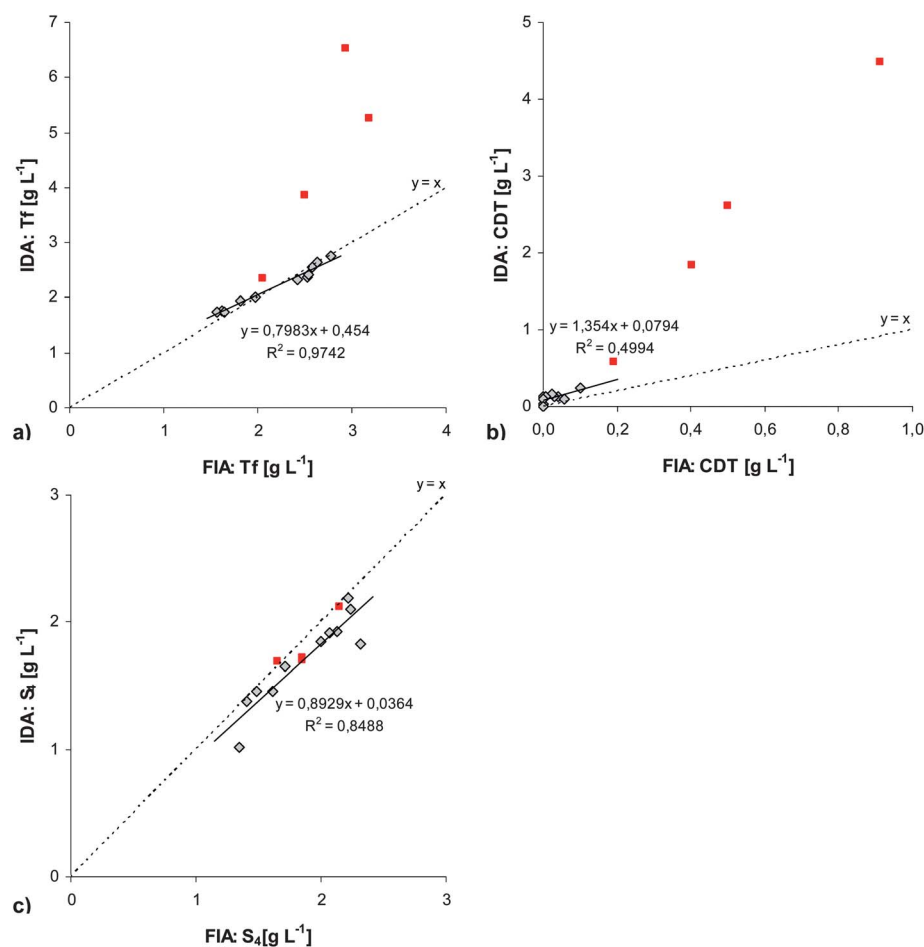 7
6
5
4
3
2
1
0
0 1 2 3 4
IDA: Tf [g L⁻¹]
FIA: Tf [g L⁻¹]
y = x
y = 0,7983x + 0,454
R² = 0,9742
a)
5
4
3
2
1
0
0,0 0,2 0,4 0,6 0,8 1,0
IDA: CDT [g L⁻¹]
FIA: CDT [g L⁻¹]
y = 1,354x + 0,0794
R² = 0,4994
y = x
b)
y = x
3
2
1
0
0 1 2 3
IDA: S₄ [g L⁻¹]
FIA: S₄[g L⁻¹]
y = 0,8929x + 0,0364
R² = 0,8488
c)